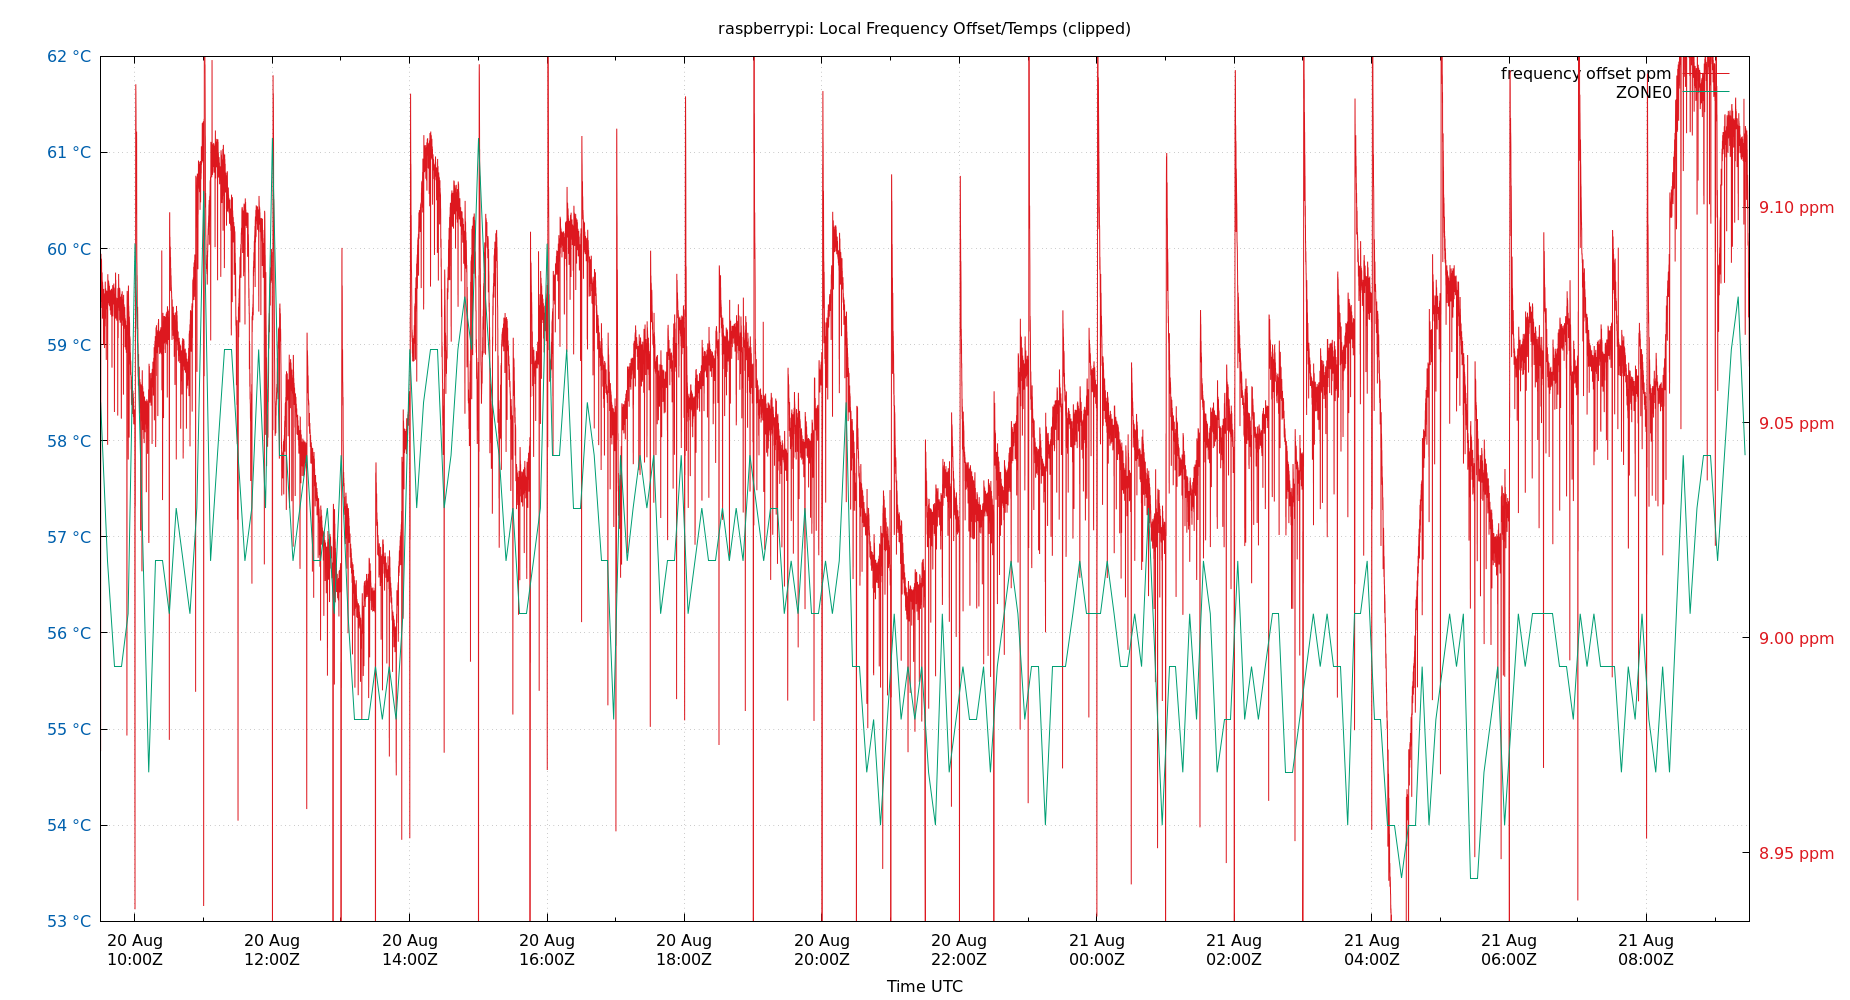 raspberrypi: Local Frequency Offset/Temps (clipped)
62 °C
frequency offset ppm
ZONE0
61 °C
9.10 ppm
60 °C
59 °C
58 °C
9.05 ppm
57 °C
56 °C
9.00 ppm
55 °C
54 °C
8.95 ppm
53 °C
20 Aug 20 Aug 20 Aug 20 Aug 20 Aug 20 Aug 20 Aug 21 Aug 21 Aug 21 Aug 21 Aug 21 Aug
10:00Z 12:00Z 14:00Z 16:00Z 18:00Z 20:00Z 22:00Z 00:00Z 02:00Z 04:00Z 06:00Z 08:00Z
Time UTC